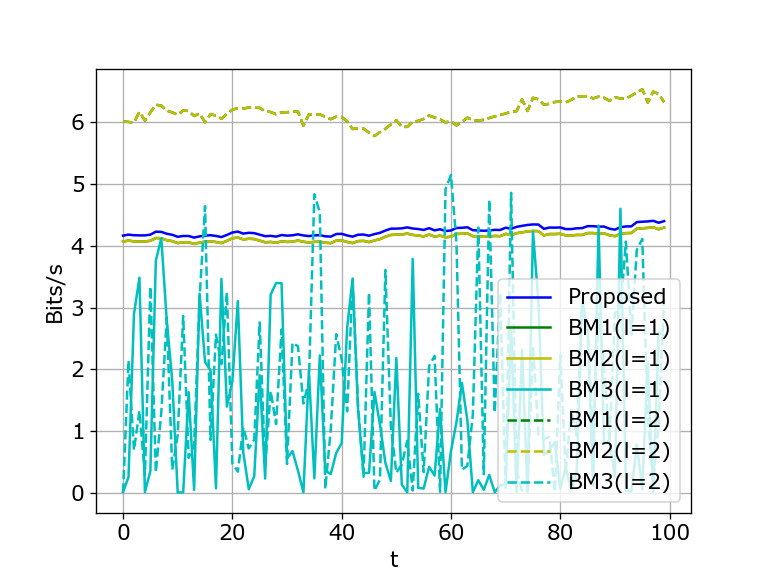 6
5
4
3
2
1
0
Bits/s
0 20 40 60 80 100
t
Proposed
BM1(I=1)
BM2(I=1)
BM3(I=1)
BM1(I=2)
BM2(I=2)
BM3(I=2)